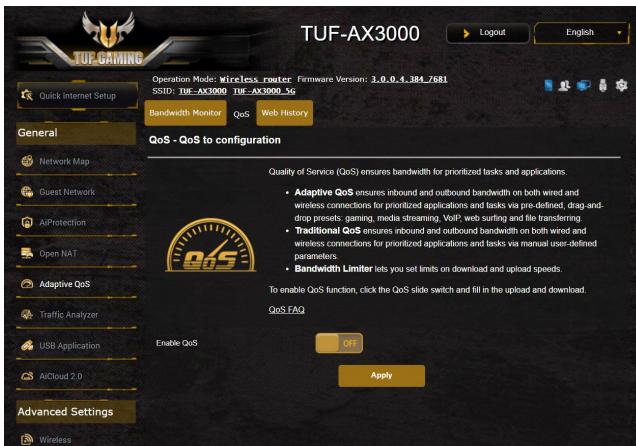 TUF GAMING
TUF-AX3000
Logout
English
Operation Mode: Wireless router Firmware Version: 3.0.0.4.384_7681
SSID: TUF-AX3000 TUF-AX3000_5G
Quick Internet Setup
General
Network Map
Guest Network
AiProtection
Open NAT
Adaptive QoS
Traffic Analyzer
USB Application
AiCloud 2.0
Advanced Settings
Wireless
Bandwidth Monitor QoS Web History
QoS - QoS to configuration
Quality of Service (QoS) ensures bandwidth for prioritized tasks and applications.
• Adaptive QoS ensures inbound and outbound bandwidth on both wired and
wireless connections for prioritized applications and tasks via pre-defined, drag-and-
drop presets: gaming, media streaming, VoIP, web surfing and file transferring.
• Traditional QoS ensures inbound and outbound bandwidth on both wired and
wireless connections for prioritized applications and tasks via manual user-defined
parameters.
• Bandwidth Limiter lets you set limits on download and upload speeds.
To enable QoS function, click the QoS slide switch and fill in the upload and download.
QoS FAQ
QoS
Enable QoS
OFF
Apply